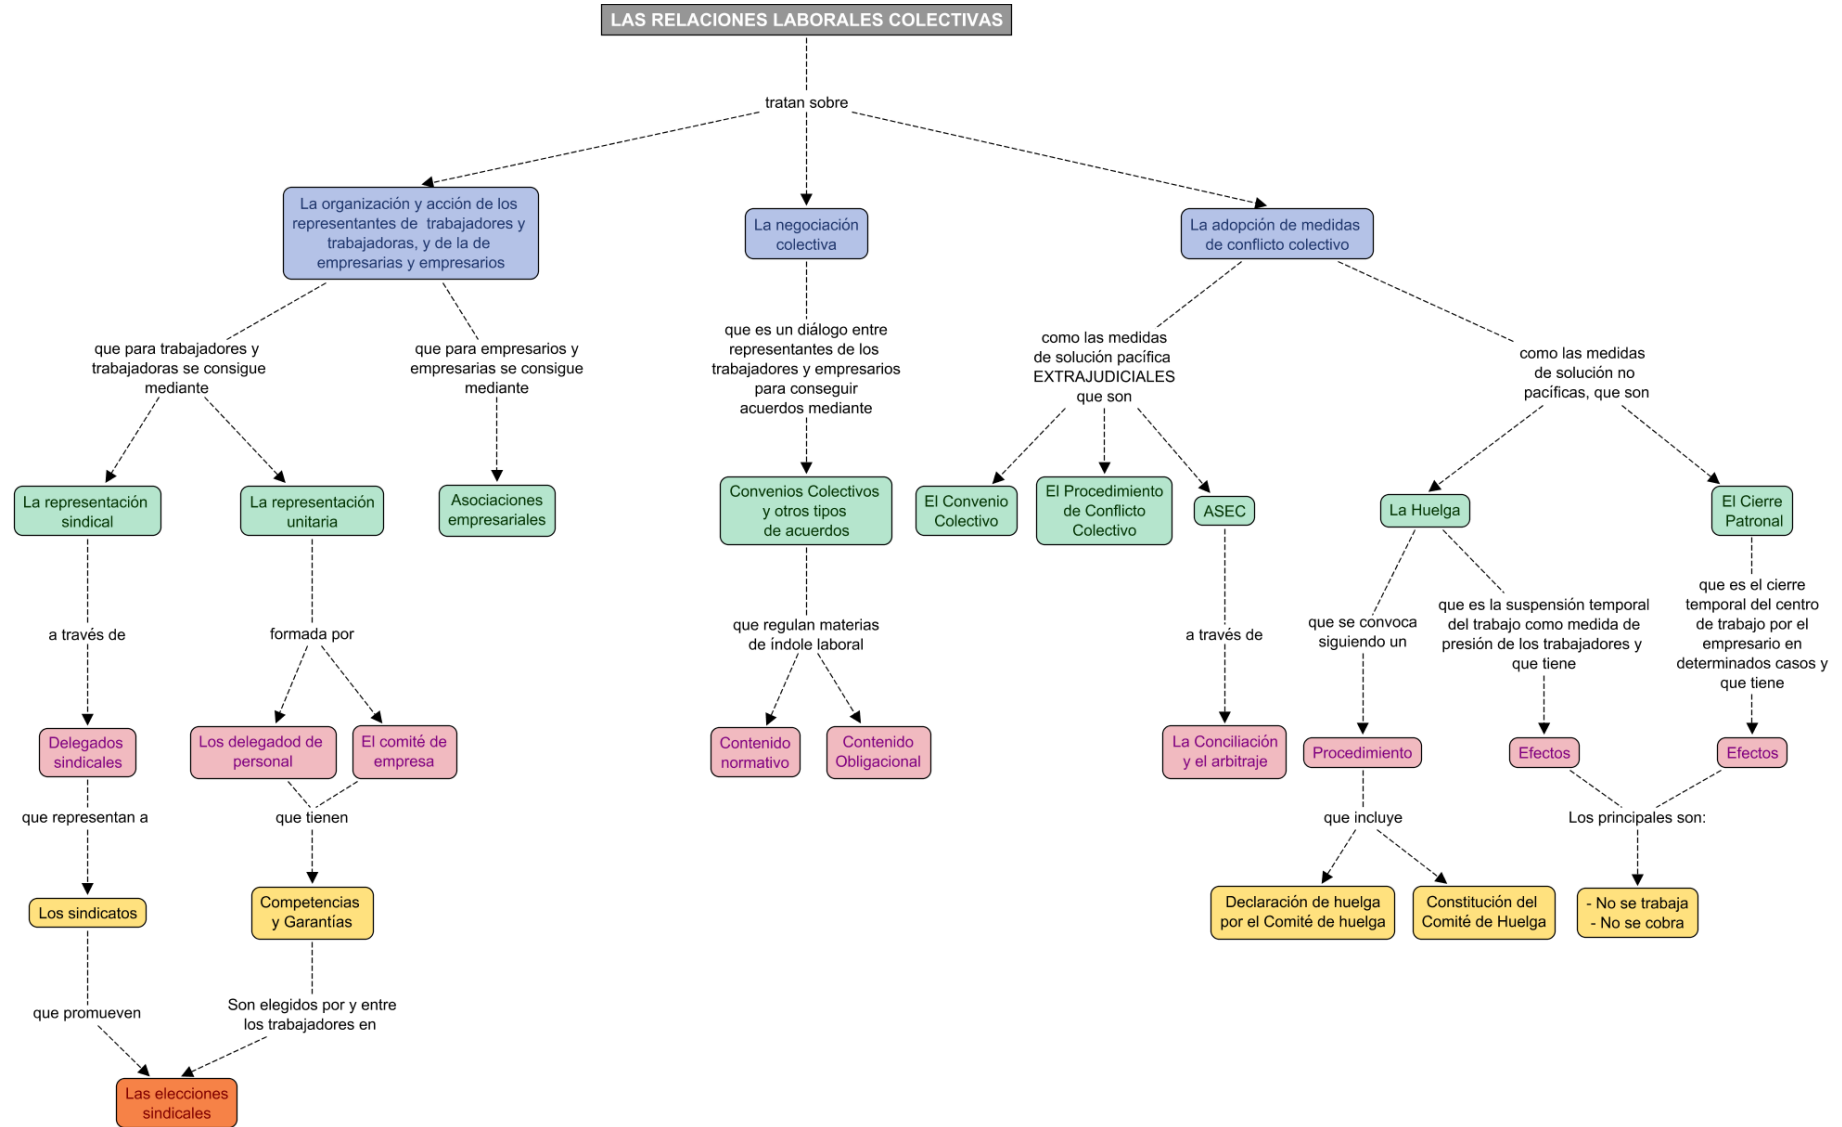 LAS RELACIONES LABORALES COLECTIVAS
tratan sobre
La organización y acción de los
representantes de trabajadores y
trabajadoras, y de la de
empresarias y empresarios
La negociación
colectiva
La adopción de medidas
de conflicto colectivo
que para trabajadores y
trabajadoras se consigue
mediante
que para empresarios y
empresarias se consigue
mediante
que es un diálogo entre
representantes de los
trabajadores y empresarios
para conseguir
acuerdos mediante
como las medidas
de solución pacífica
EXTRAJUDICIALES
que son
como las medidas
de solución no
pacíficas, que son
La representación
sindical
La representación
unitaria
Asociaciones
empresariales
Convenios Colectivos
y otros tipos
de acuerdos
El Convenio
Colectivo
El Procedimiento
de Conflicto
Colectivo
ASEC
La Huelga
El Cierre
Patronal
a través de
formada por
que regulan materias
de índole laboral
a través de
que se convoca
siguiendo un
que es la suspensión temporal
del trabajo como medida de
presión de los trabajadores y
que tiene
que es el cierre
temporal del centro
de trabajo por el
empresario en
determinados casos y
que tiene
Delegados
sindicales
Los delegadod de
personal
El comité de
empresa
Contenido
normativo
Contenido
Obligacional
La Conciliación
y el arbitraje
Procedimiento
Efectos
Efectos
que representan a
que tienen
que incluye
Los principales son:
Los sindicatos
Competencias
y Garantías
Declaración de huelga
por el Comité de huelga
Constitución del
Comité de Huelga
- No se trabaja
- No se cobra
que promueven
Son elegidos por y entre
los trabajadores en
Las elecciones
sindicales